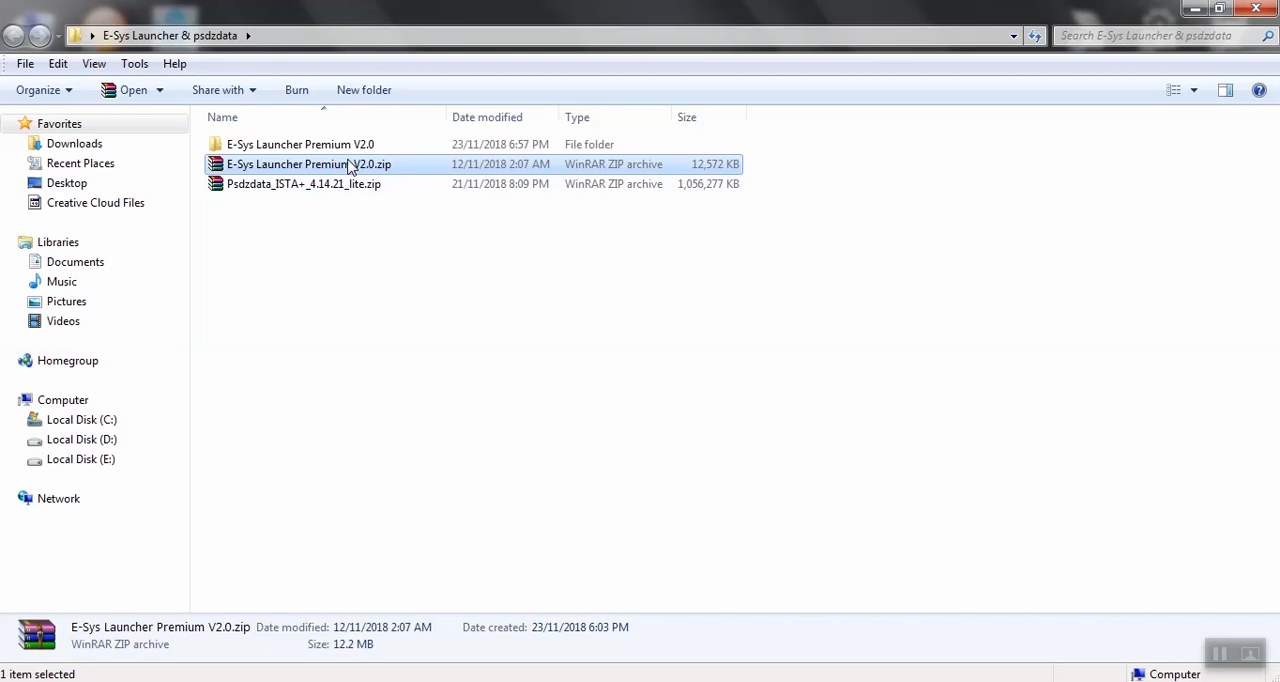 E-Sys Launcher & psdzdata
Search E-Sys Launcher & psdzdata
File Edit View Tools Help
Organize Open Share with Burn New folder
Name Date modified Type Size
Favorites
Downloads
Recent Places
Desktop
Creative Cloud Files
Libraries
Documents
Music
Pictures
Videos
Homegroup
Computer
Local Disk (C:)
Local Disk (D:)
Local Disk (E:)
Network
E-Sys Launcher Premium V2.0 23/11/2018 6:57 PM File folder
E-Sys Launcher Premium V2.0.zip 12/11/2018 2:07 AM WinRAR ZIP archive 12,572 KB
Psdzdata_ISTA+_4.14.21_lite.zip 21/11/2018 8:09 PM WinRAR ZIP archive 1,056,277 KB
E-Sys Launcher Premium V2.0.zip Date modified: 12/11/2018 2:07 AM Date created: 23/11/2018 6:03 PM
WinRAR ZIP archive Size: 12.2 MB
1 item selected Computer